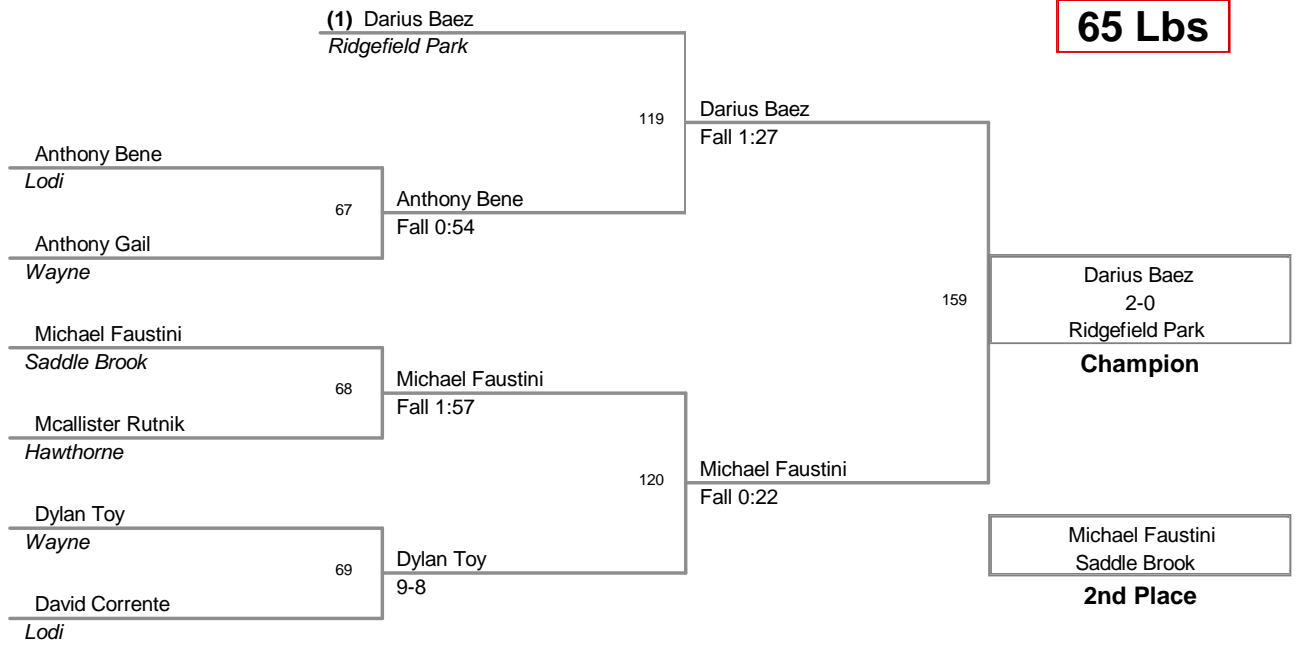 (1) Darius Baez
Ridgefield Park
65 Lbs
119
Darius Baez
Fall 1:27
Anthony Bene
Lodi
67
Anthony Bene
Fall 0:54
Anthony Gail
Wayne
159
Darius Baez
2-0
Ridgefield Park
Champion
Michael Faustini
Saddle Brook
68
Michael Faustini
Fall 1:57
Mcallister Rutnik
Hawthorne
120
Michael Faustini
Fall 0:22
Dylan Toy
Wayne
69
Dylan Toy
9-8
David Corrente
Lodi
Michael Faustini
Saddle Brook
2nd Place